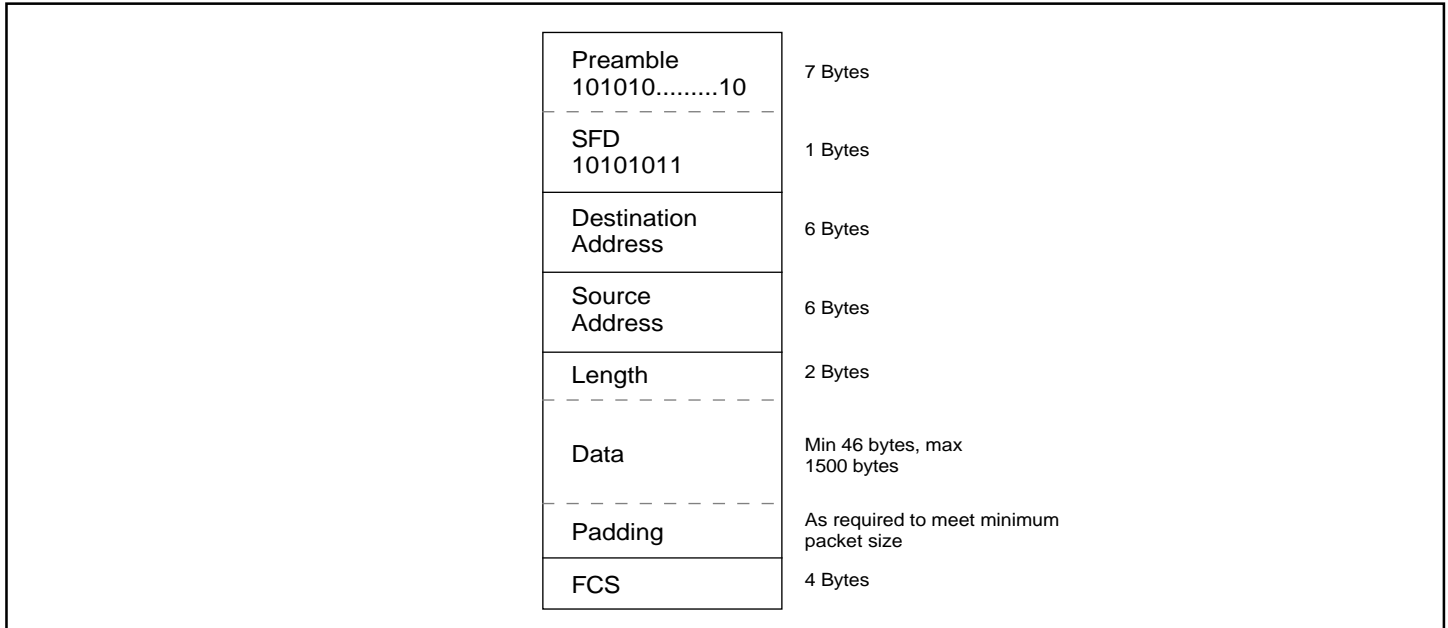 Preamble
101010.........10
7 Bytes
SFD
10101011
1 Bytes
Destination
Address
6 Bytes
Source
Address
6 Bytes
Length
2 Bytes
Data
Min 46 bytes, max
1500 bytes
Padding
As required to meet minimum
packet size
FCS
4 Bytes